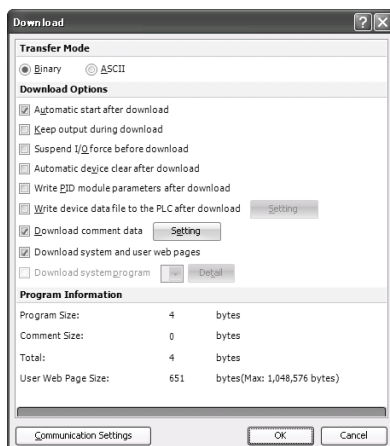 Download
Transfer Mode
Binary ASCII
Download Options
Automatic start after download
Keep output during download
Suspend I/O force before download
Automatic device clear after download
Write PID module parameters after download
Write device data file to the PLC after download Setting
Download comment data Setting
Download system and user web pages
Download system program Detail
Program Information
Program Size: 4 bytes
Comment Size: 0 bytes
Total: 4 bytes
User Web Page Size: 651 bytes(Max: 1,048,576 bytes)
Communication Settings OK Cancel